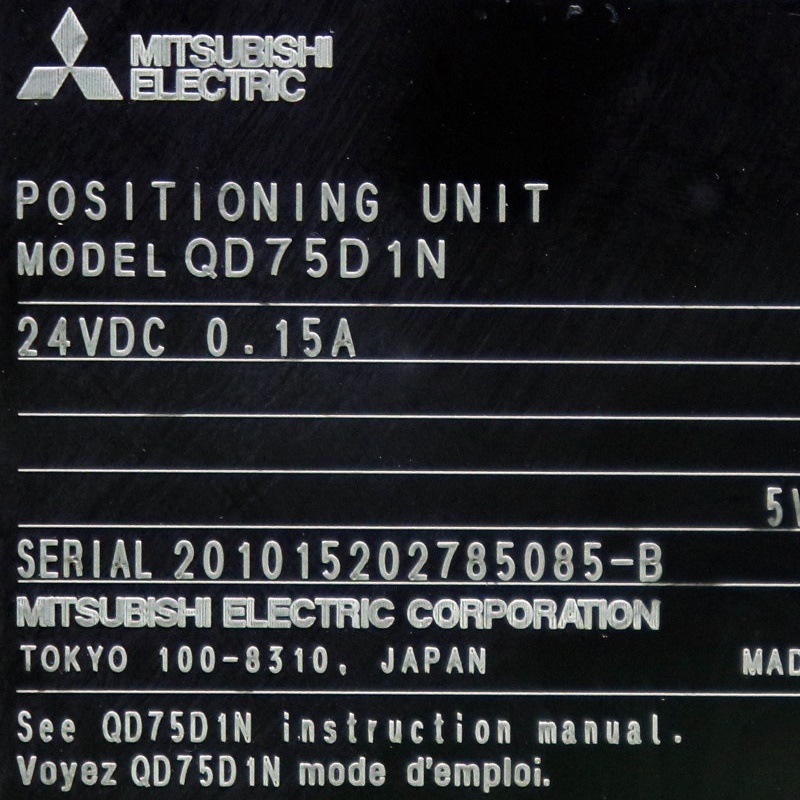 MITSUBISHI
ELECTRIC
POSITIONING UNIT
MODEL QD75D1N
24VDC 0.15A
SERIAL 201015202785085-B
MITSUBISHI ELECTRIC CORPORATION
TOKYO 100-8310, JAPAN
See QD75D1N instruction manual.
Voyez QD75D1N mode d'emploi.